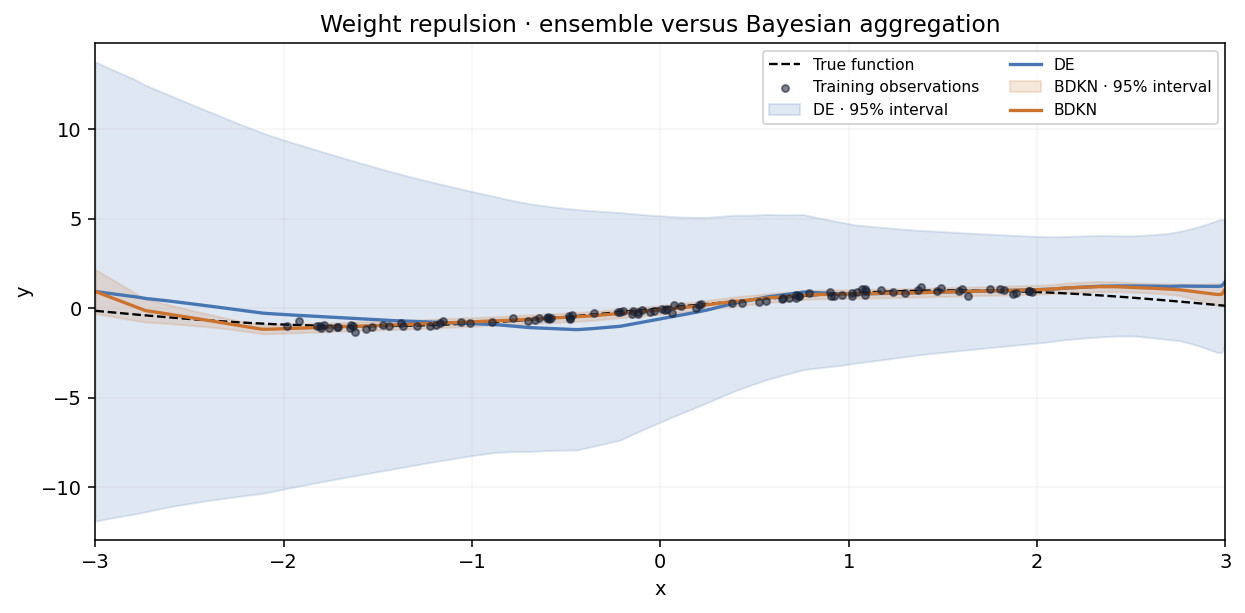 Weight repulsion · ensemble versus Bayesian aggregation
True function
Training observations
DE · 95% interval
DE
BDKN · 95% interval
BDKN
y
10
5
0
−5
−10
−3
−2
−1
0
1
2
3
x